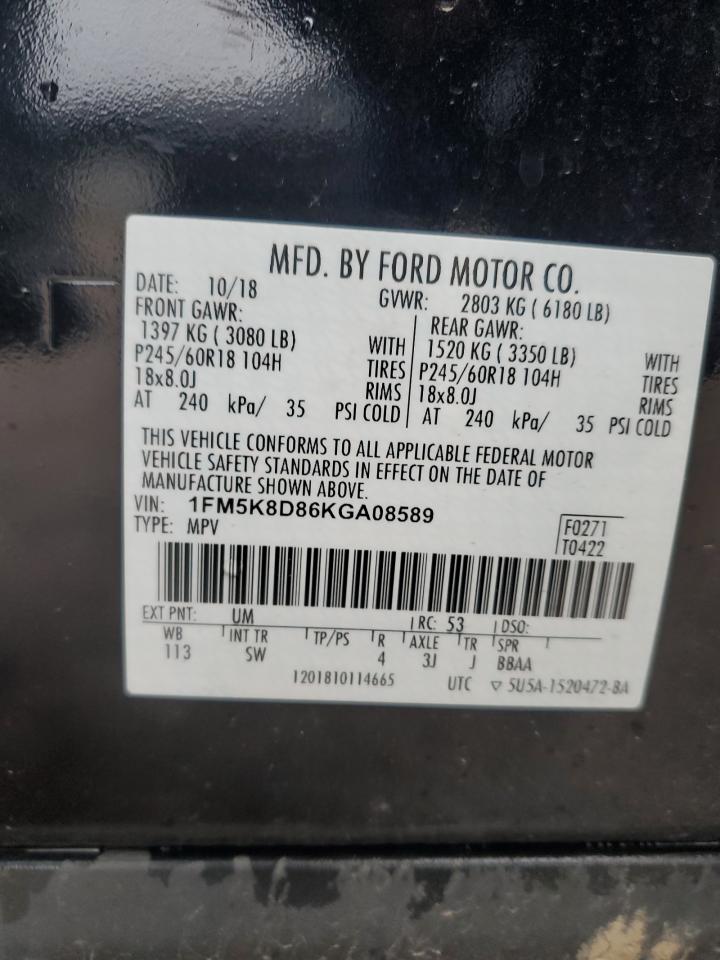 MFD. BY FORD MOTOR CO.
DATE: 10/18 GVWR: 2803 KG ( 6180 LB)
FRONT GAWR: REAR GAWR:
1397 KG ( 3080 LB) WITH 1520 KG ( 3350 LB) WITH
P245/60R18 104H TIRES P245/60R18 104H TIRES
18x8.0J RIMS 18x8.0J RIMS
AT 240 kPa/ 35 PSI COLD AT 240 kPa/ 35 PSI COLD
THIS VEHICLE CONFORMS TO ALL APPLICABLE FEDERAL MOTOR
VEHICLE SAFETY STANDARDS IN EFFECT ON THE DATE OF
MANUFACTURE SHOWN ABOVE.
VIN: 1FM5K8D86KGA08589
TYPE: MPV
F0271
T0422
EXT PNT: UM RC: 53 DSO:
WB INT TR TP/PS R AXLE TR SPR
113 SW 4 3J J BBAA
1201810114665 UTC ▽ 5U5A-1520472-BA